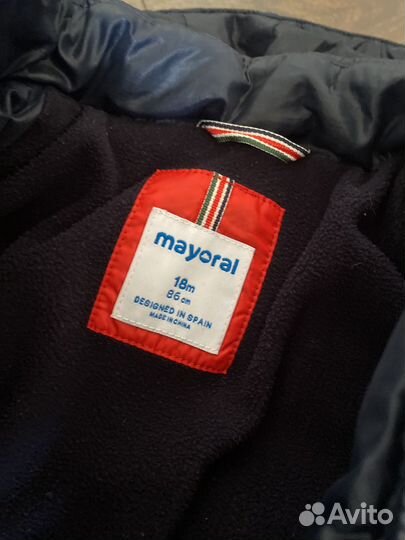 mayoral
18m
86 cm
DESIGNED IN SPAIN
MADE IN CHINA
Avito